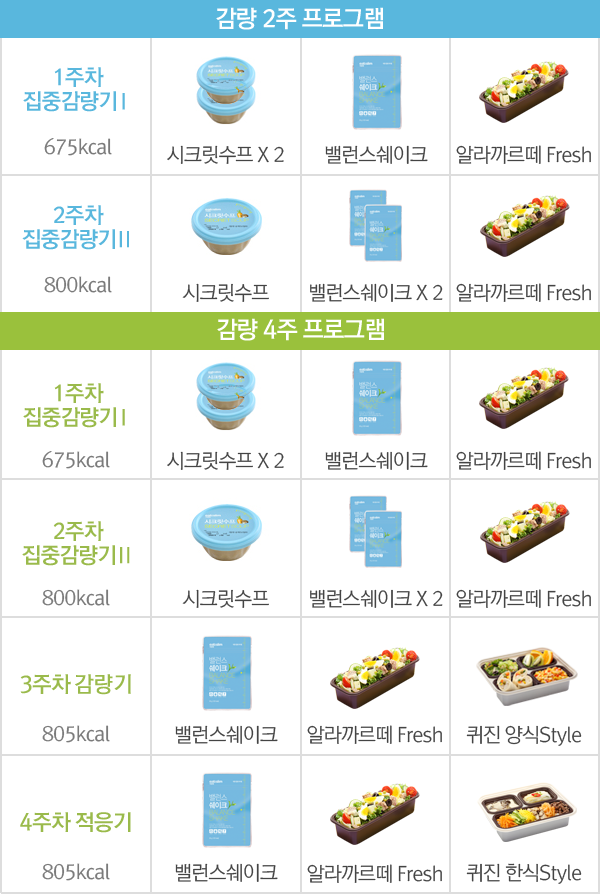 감량 2주 프로그램
1주차
집중감량기 I
675kcal
시크릿수프 X 2
밸런스쉐이크
알라까르떼 Fresh
2주차
집중감량기 II
800kcal
시크릿수프
밸런스쉐이크 X 2
알라까르떼 Fresh
감량 4주 프로그램
1주차
집중감량기 I
675kcal
시크릿수프 X 2
밸런스쉐이크
알라까르떼 Fresh
2주차
집중감량기 II
800kcal
시크릿수프
밸런스쉐이크 X 2
알라까르떼 Fresh
3주차 감량기
805kcal
밸런스쉐이크
알라까르떼 Fresh
퀴진 양식Style
4주차 적응기
805kcal
밸런스쉐이크
알라까르떼 Fresh
퀴진 한식Style